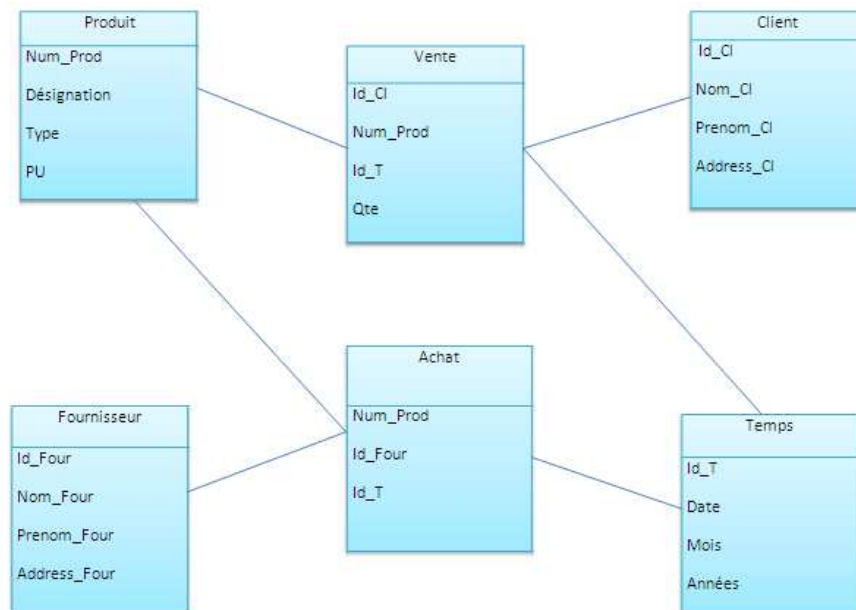 Produit
Num_Prod
Désignation
Type
PU
Vente
Id_Cl
Num_Prod
Id_T
Qte
Client
Id_Cl
Nom_Cl
Prenom_Cl
Address_Cl
Fournisseur
Id_Four
Nom_Four
Prenom_Four
Address_Four
Achat
Num_Prod
Id_Four
Id_T
Temps
Id_T
Date
Mois
Années